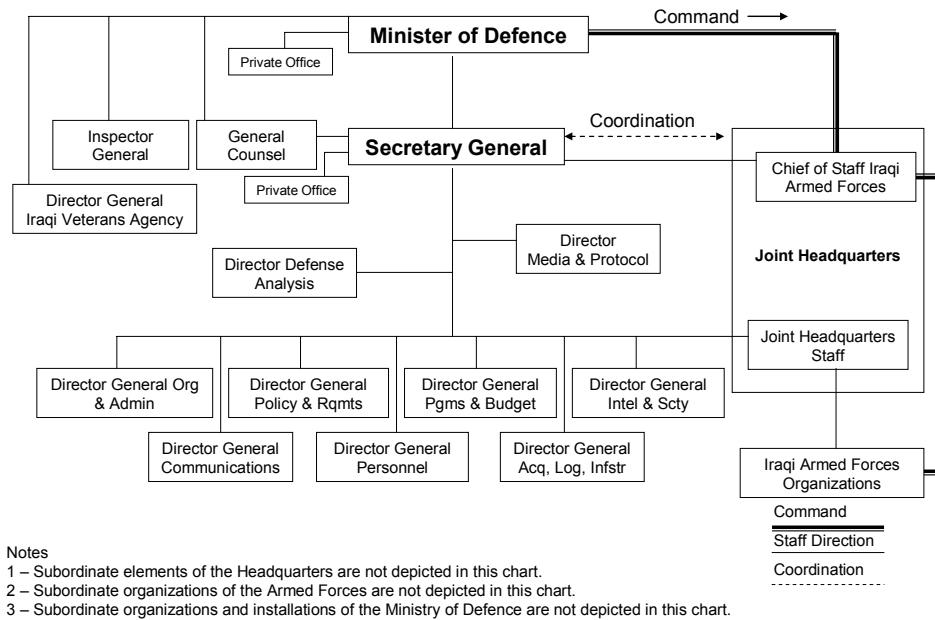 Command
Minister of Defence
Private Office
Coordination
Inspector
General
General
Counsel
Secretary General
Private Office
Chief of Staff Iraqi
Armed Forces
Director General
Iraqi Veterans Agency
Director
Media & Protocol
Joint Headquarters
Director Defense
Analysis
Joint Headquarters
Staff
Director General Org
& Admin
Director General
Policy & Rqmts
Director General
Pgms & Budget
Director General
Intel & Scty
Director General
Communications
Director General
Personnel
Director General
Acq, Log, Infstr
Iraqi Armed Forces
Organizations
Command
Staff Direction
Coordination
Notes
1 – Subordinate elements of the Headquarters are not depicted in this chart.
2 – Subordinate organizations of the Armed Forces are not depicted in this chart.
3 – Subordinate organizations and installations of the Ministry of Defence are not depicted in this chart.